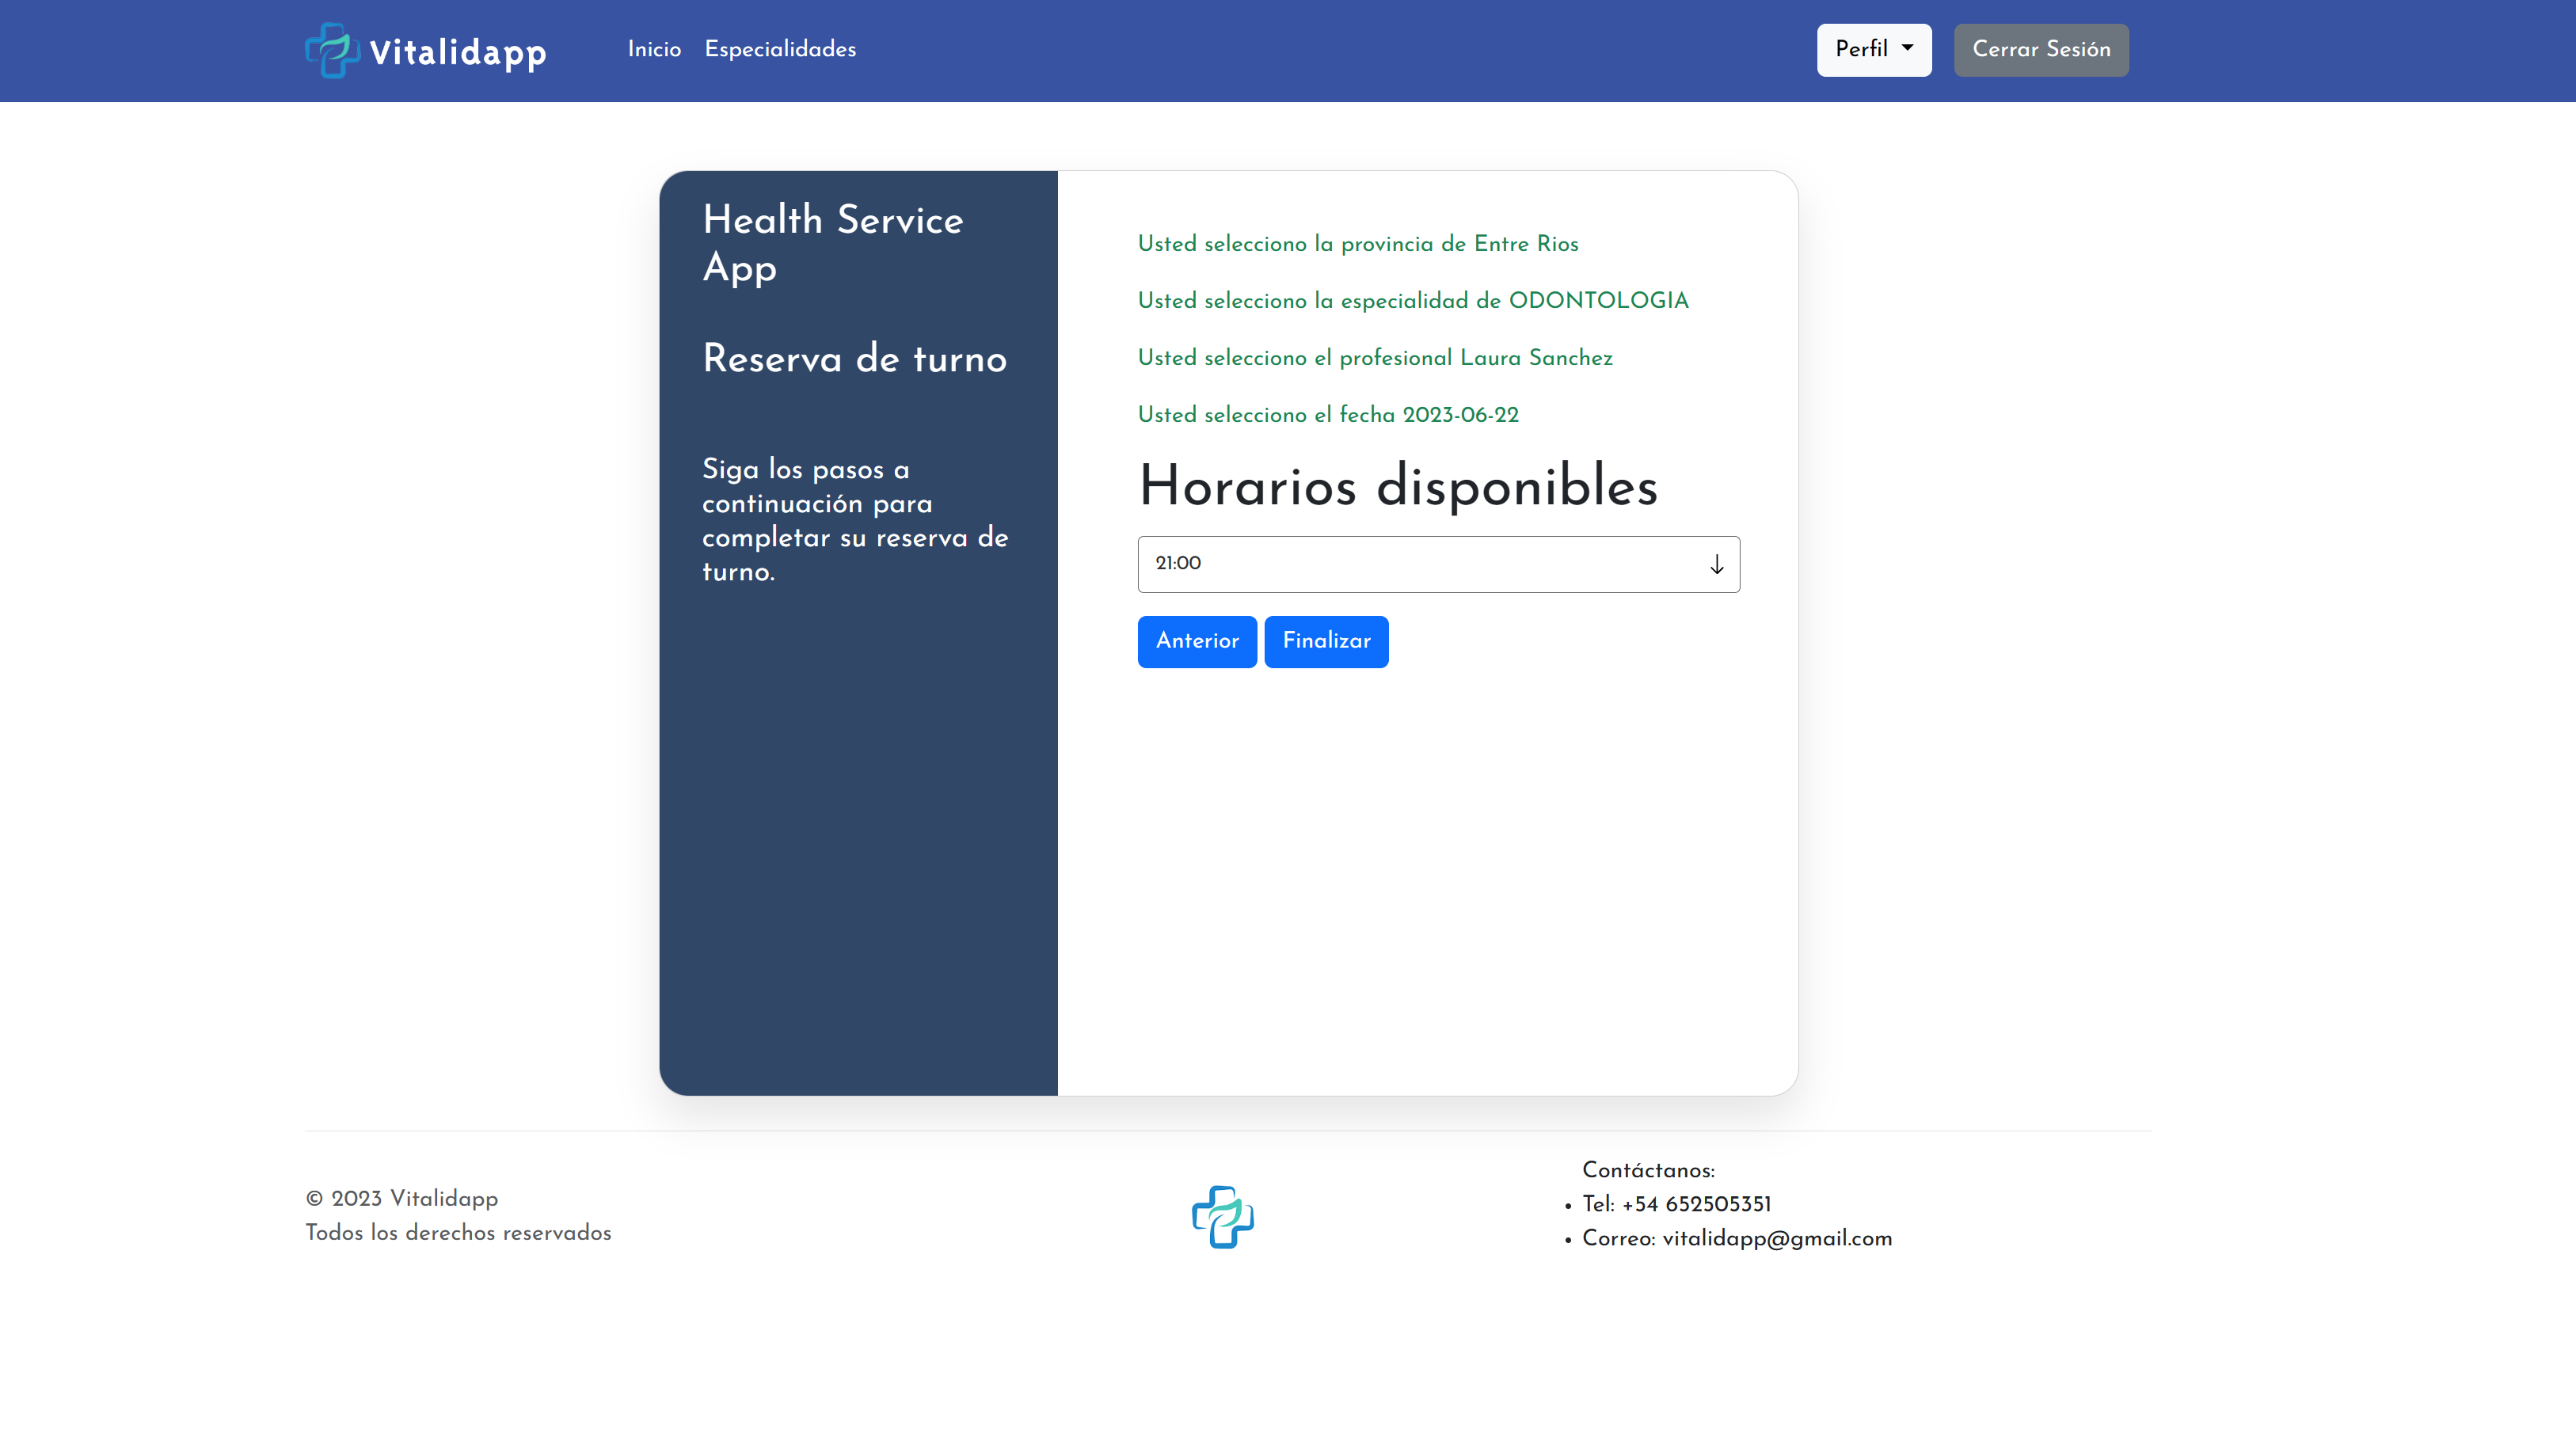 Vitalidapp
Inicio
Especialidades
Perfil
Cerrar Sesión
Health Service
App
Reserva de turno
Siga los pasos a
continuación para
completar su reserva de
turno.
Usted selecciono la provincia de Entre Rios
Usted selecciono la especialidad de ODONTOLOGIA
Usted selecciono el profesional Laura Sanchez
Usted selecciono el fecha 2023-06-22
Horarios disponibles
21:00
Anterior
Finalizar
© 2023 Vitalidapp
Todos los derechos reservados
Contáctanos:
• Tel: +54 652505351
• Correo: vitalidapp@gmail.com